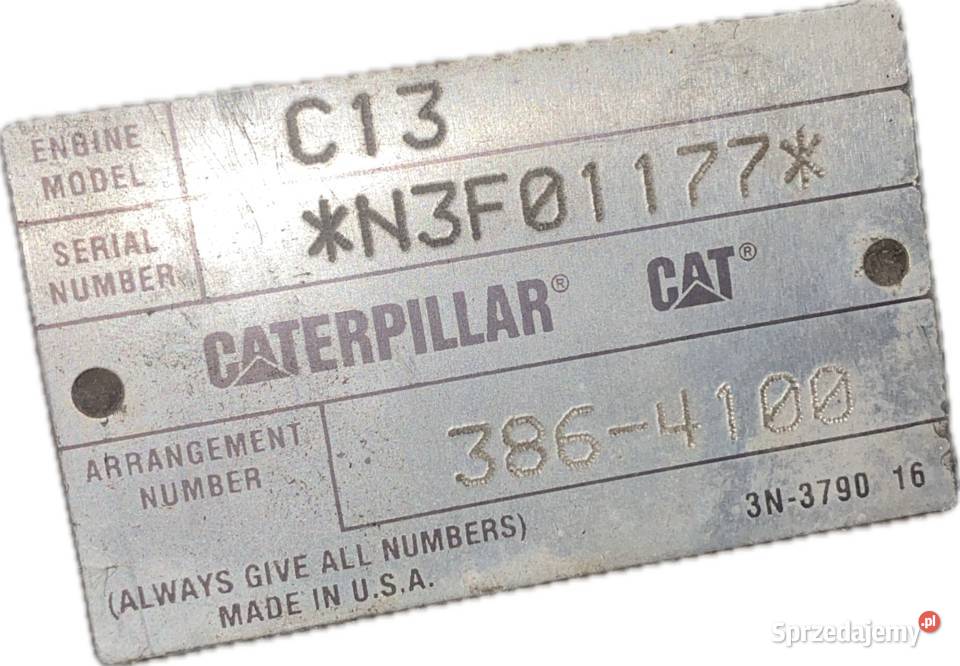 ENGINE
MODEL
C13
SERIAL
NUMBER
*N3F01177*
CATERPILLAR® CAT®
ARRANGEMENT
NUMBER
386-4100
(ALWAYS GIVE ALL NUMBERS)
3N-3790 16
MADE IN U.S.A.
Sprzedajemy.pl